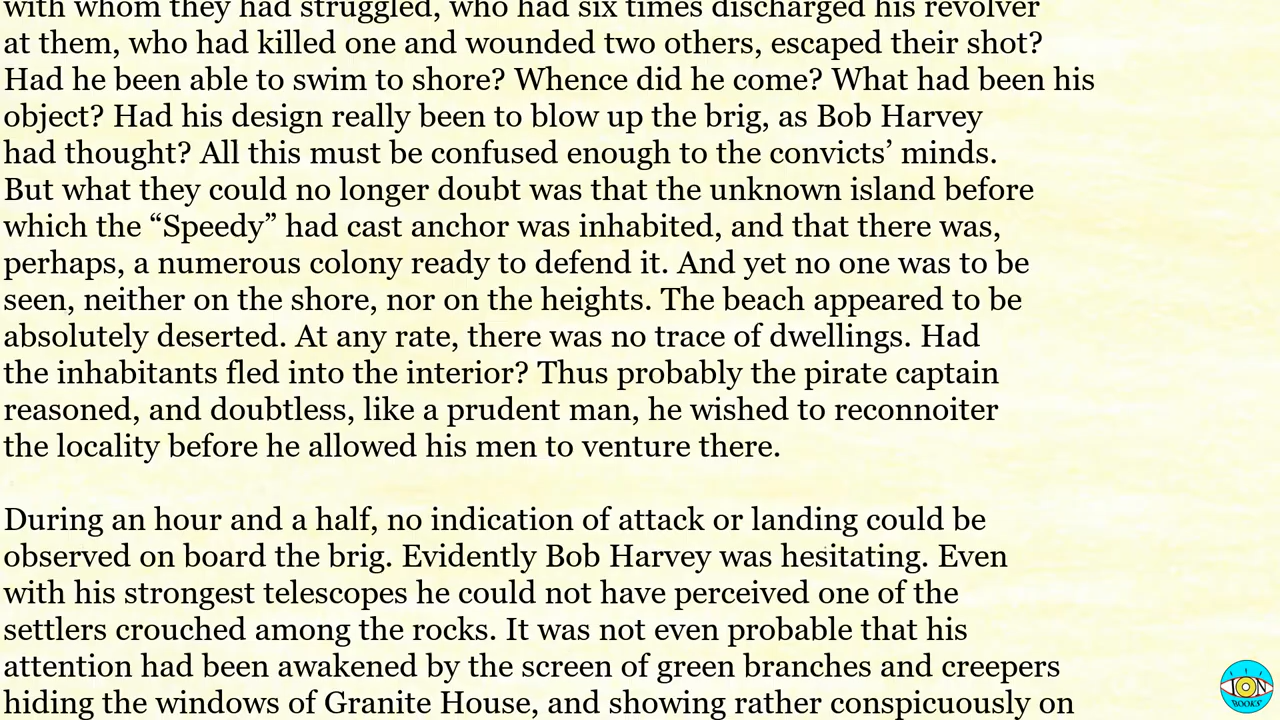 with whom they had struggled, who had six times discharged his revolver
at them, who had killed one and wounded two others, escaped their shot?
Had he been able to swim to shore? Whence did he come? What had been his
object? Had his design really been to blow up the brig, as Bob Harvey
had thought? All this must be confused enough to the convicts’ minds.
But what they could no longer doubt was that the unknown island before
which the “Speedy” had cast anchor was inhabited, and that there was,
perhaps, a numerous colony ready to defend it. And yet no one was to be
seen, neither on the shore, nor on the heights. The beach appeared to be
absolutely deserted. At any rate, there was no trace of dwellings. Had
the inhabitants fled into the interior? Thus probably the pirate captain
reasoned, and doubtless, like a prudent man, he wished to reconnoiter
the locality before he allowed his men to venture there.
During an hour and a half, no indication of attack or landing could be
observed on board the brig. Evidently Bob Harvey was hesitating. Even
with his strongest telescopes he could not have perceived one of the
settlers crouched among the rocks. It was not even probable that his
attention had been awakened by the screen of green branches and creepers
hiding the windows of Granite House, and showing rather conspicuously on
ION
BOOKS